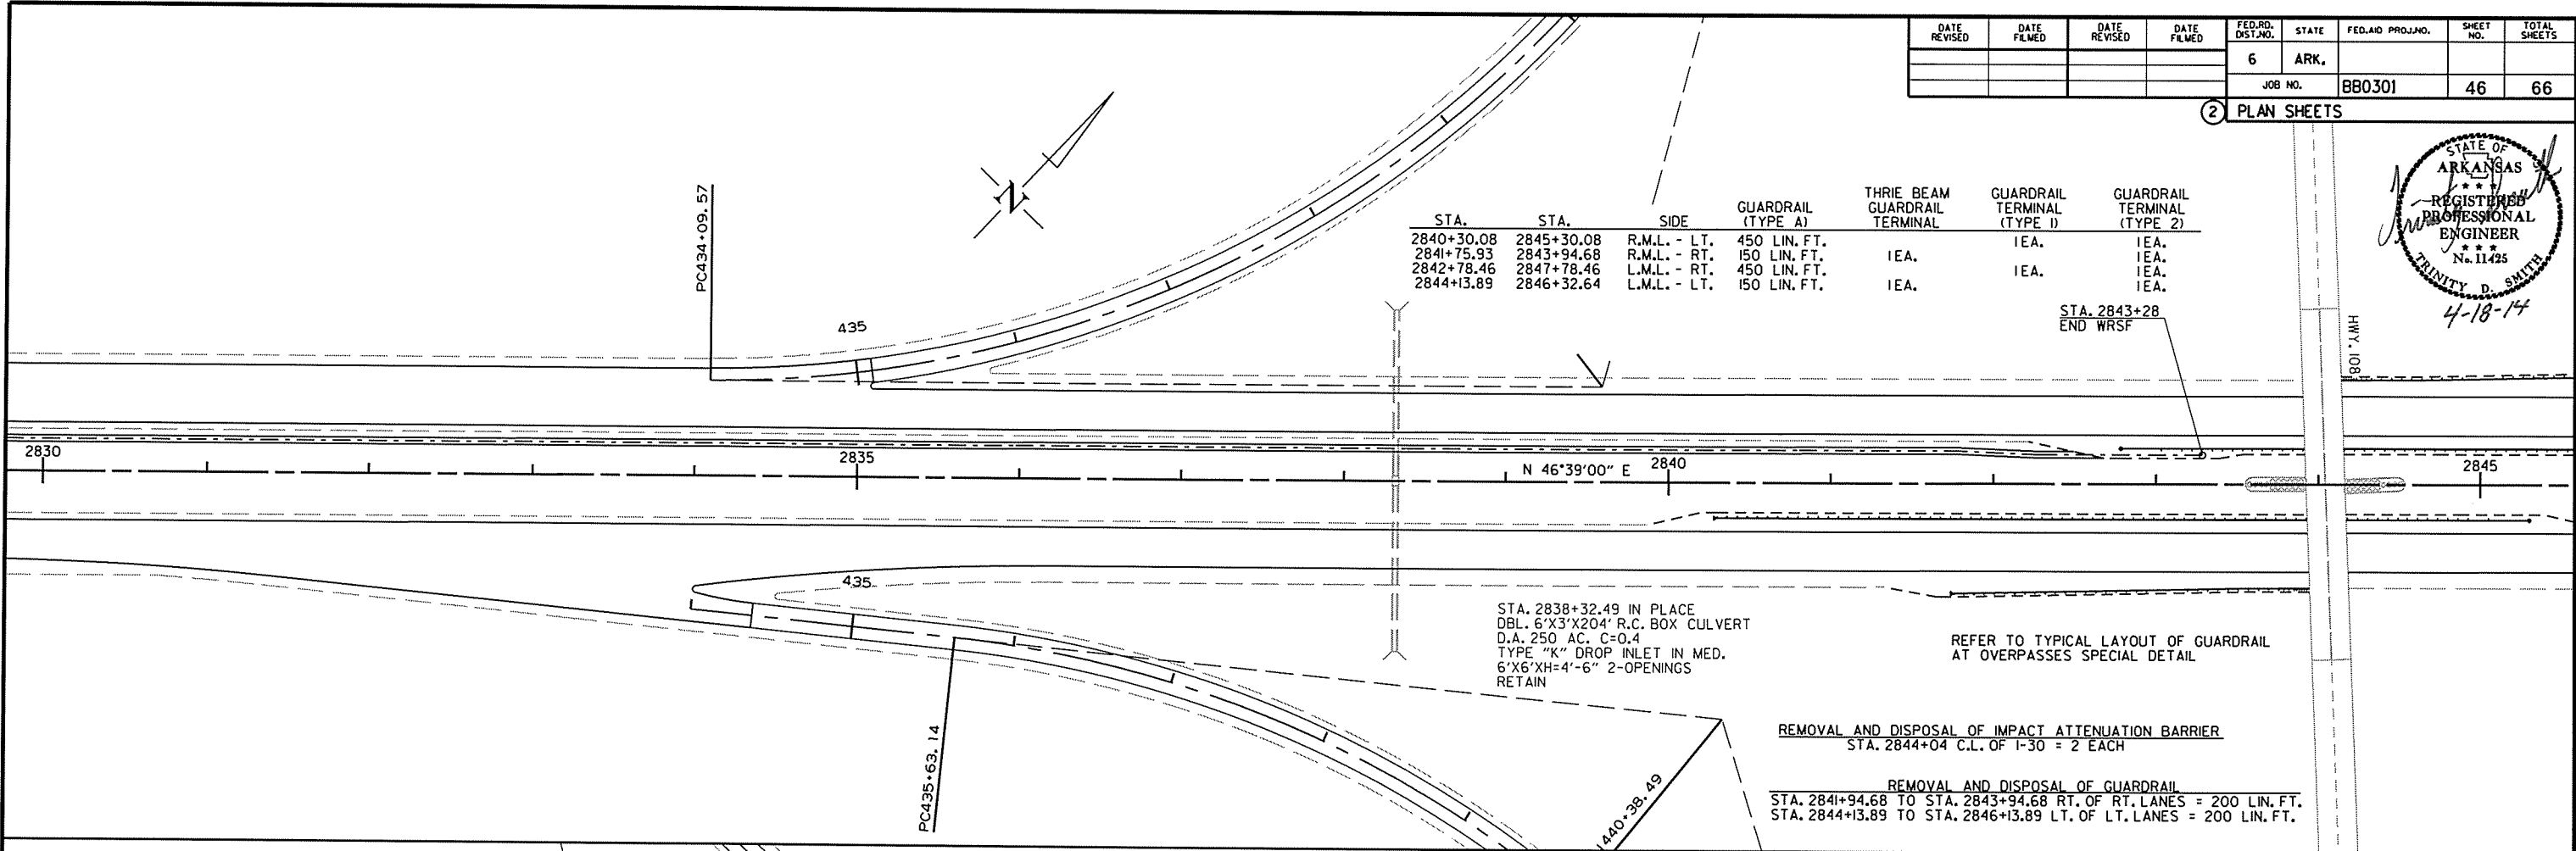 DATE REVISED DATE FILMED DATE REVISED DATE FILMED FED.RD. DIST.NO. STATE FED.AID PROJ.NO. SHEET NO. TOTAL SHEETS
6 ARK.
JOB NO. BB0301 46 66
2 PLAN SHEETS
STATE OF
ARKANSAS
★ ★ ★
REGISTERED
PROFESSIONAL
ENGINEER
★ ★ ★
No. 11425
TRINITY D. SMITH
4-18-14
N
PC434+09.57
435
STA. STA. SIDE GUARDRAIL (TYPE A) THRIE BEAM GUARDRAIL TERMINAL GUARDRAIL TERMINAL (TYPE 1) GUARDRAIL TERMINAL (TYPE 2)
2840+30.08 2845+30.08 R.M.L. - LT. 450 LIN. FT. 1 EA. 1 EA.
2841+75.93 2843+94.68 R.M.L. - RT. 150 LIN. FT. 1 EA. 1 EA.
2842+78.46 2847+78.46 L.M.L. - RT. 450 LIN. FT. 1 EA. 1 EA.
2844+13.89 2846+32.64 L.M.L. - LT. 150 LIN. FT. 1 EA. 1 EA.
STA. 2843+28
END WRSF
HWY. 108
2830
2835
N 46°39'00" E
2840
2845
435
STA. 2838+32.49 IN PLACE
DBL. 6'X3'X204' R.C. BOX CULVERT
D.A. 250 AC. C=0.4
TYPE "K" DROP INLET IN MED.
6'X6'XH=4'-6" 2-OPENINGS
RETAIN
REFER TO TYPICAL LAYOUT OF GUARDRAIL
AT OVERPASSES SPECIAL DETAIL
PC435+63.14
440+38.49
REMOVAL AND DISPOSAL OF IMPACT ATTENUATION BARRIER
STA. 2844+04 C.L. OF I-30 = 2 EACH
REMOVAL AND DISPOSAL OF GUARDRAIL
STA. 2841+94.68 TO STA. 2843+94.68 RT. OF RT. LANES = 200 LIN. FT.
STA. 2844+13.89 TO STA. 2846+13.89 LT. OF LT. LANES = 200 LIN. FT.